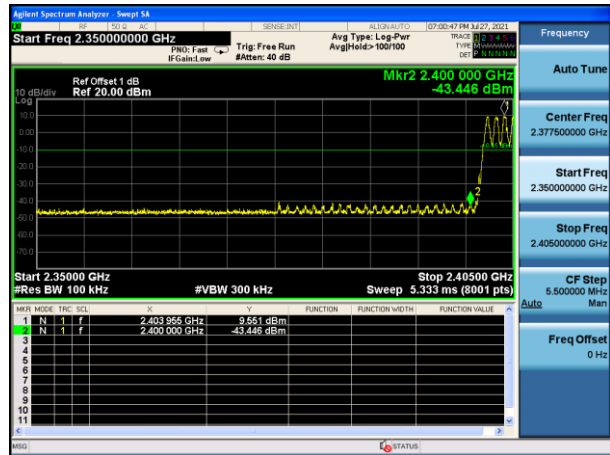 Agilent Spectrum Analyzer - Swept SA
RF 50 Ω AC SENSE:INT ALIGN AUTO 07:00:47 PM Jul 27, 2021
Start Freq 2.350000000 GHz
PNO: Fast
IFGain:Low
Trig: Free Run
#Atten: 40 dB
Avg Type: Log-Pwr
Avg|Hold:>100/100
TRACE 1 2 3 4 5 6
TYPE M
DET P N N N N N
Frequency
Auto Tune
Center Freq
2.377500000 GHz
Start Freq
2.350000000 GHz
Stop Freq
2.405000000 GHz
CF Step
5.500000 MHz
Auto Man
Freq Offset
0 Hz
Mkr2 2.400 000 GHz
-43.446 dBm
Ref Offset 1 dB
10 dB/div Ref 20.00 dBm
Log
10.0
0.00
-10.0
-20.0
-30.0
-40.0
-50.0
-60.0
-70.0
2
Start 2.35000 GHz Stop 2.40500 GHz
#Res BW 100 kHz #VBW 300 kHz Sweep 5.333 ms (8001 pts)
MKR MODE TRC SCL X Y FUNCTION FUNCTION WIDTH FUNCTION VALUE
1 N 1 f 2.403 955 GHz 9.551 dBm
2 N 1 f 2.400 000 GHz -43.446 dBm
3
4
5
6
7
8
9
10
11
MSG STATUS